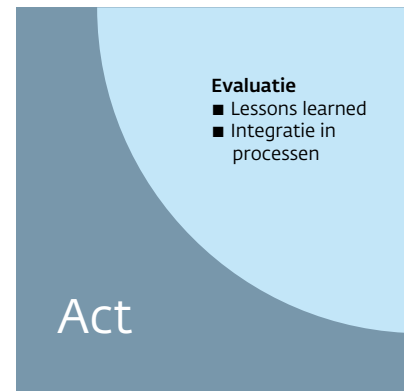 Evaluatie
■ Lessons learned
■ Integratie in
processen
Act